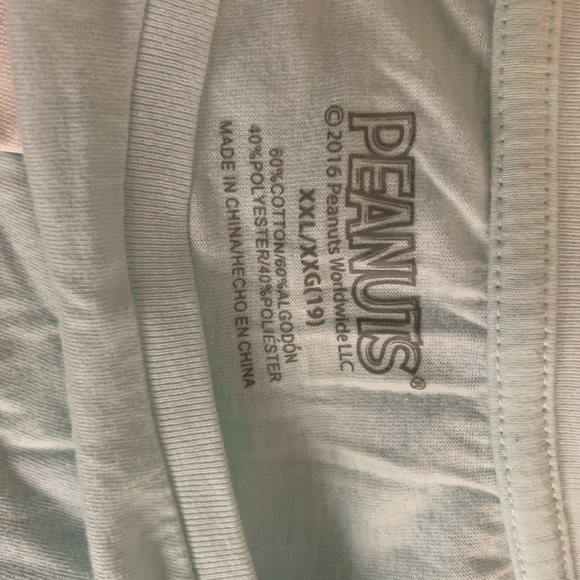 PEANUTS®
©2016 Peanuts Worldwide LLC
XXL/XXG(19)
60%COTTON/60%ALGODÓN
40%POLYESTER/40%POLIÉSTER
MADE IN CHINA/HECHO EN CHINA